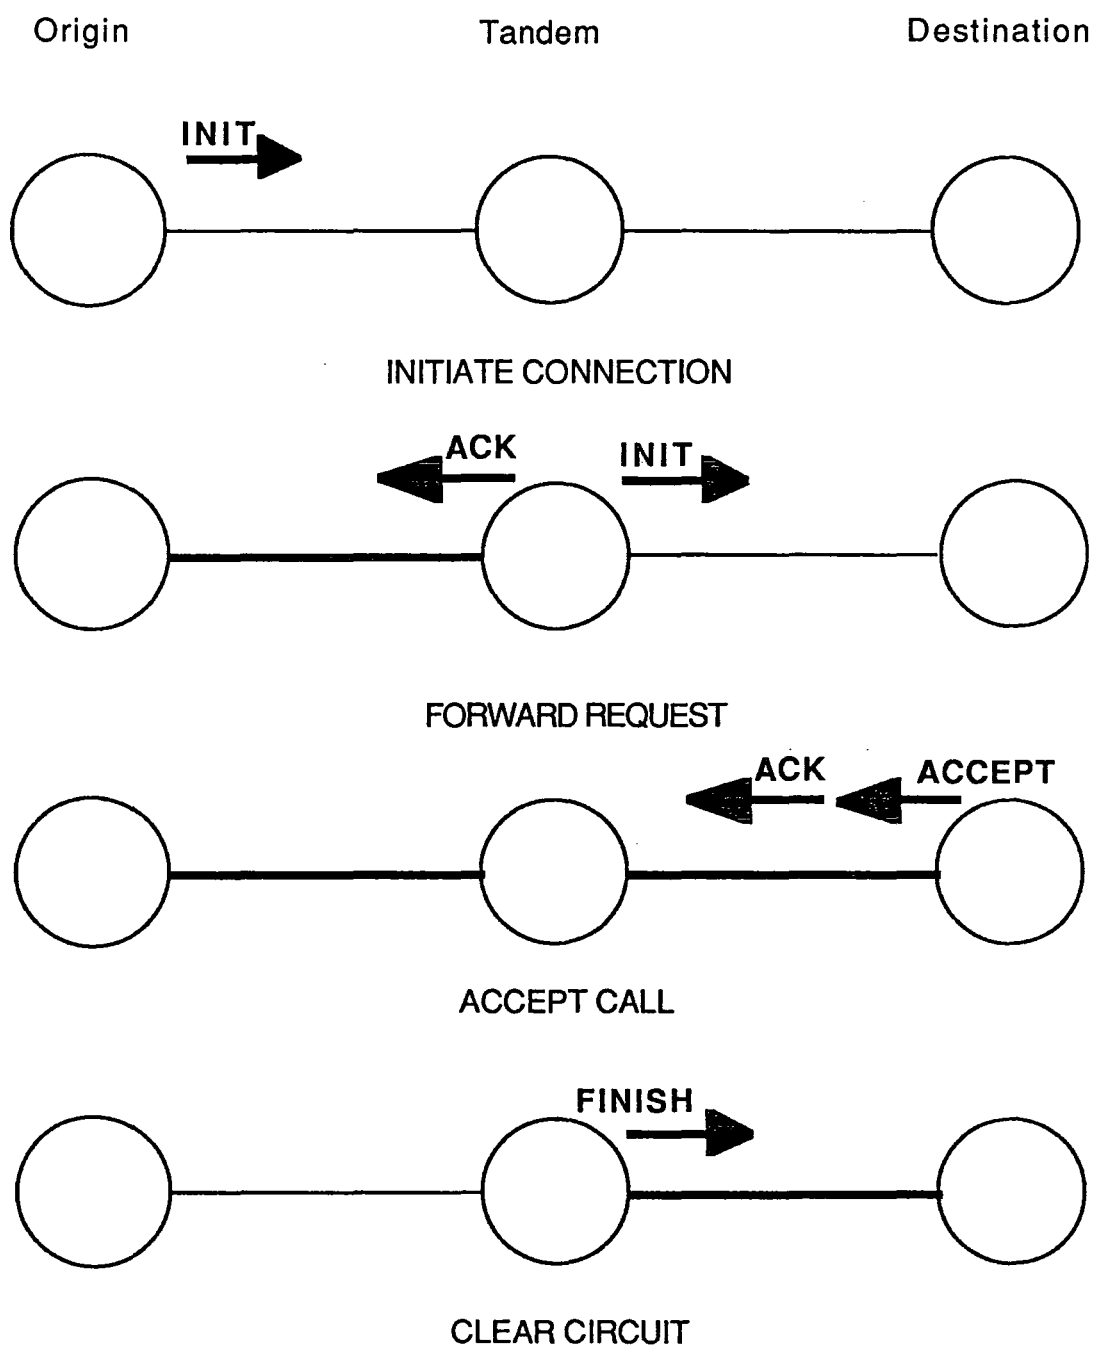 Origin Tandem Destination
INIT
INITIATE CONNECTION
ACK INIT
FORWARD REQUEST
ACK ACCEPT
ACCEPT CALL
FINISH
CLEAR CIRCUIT